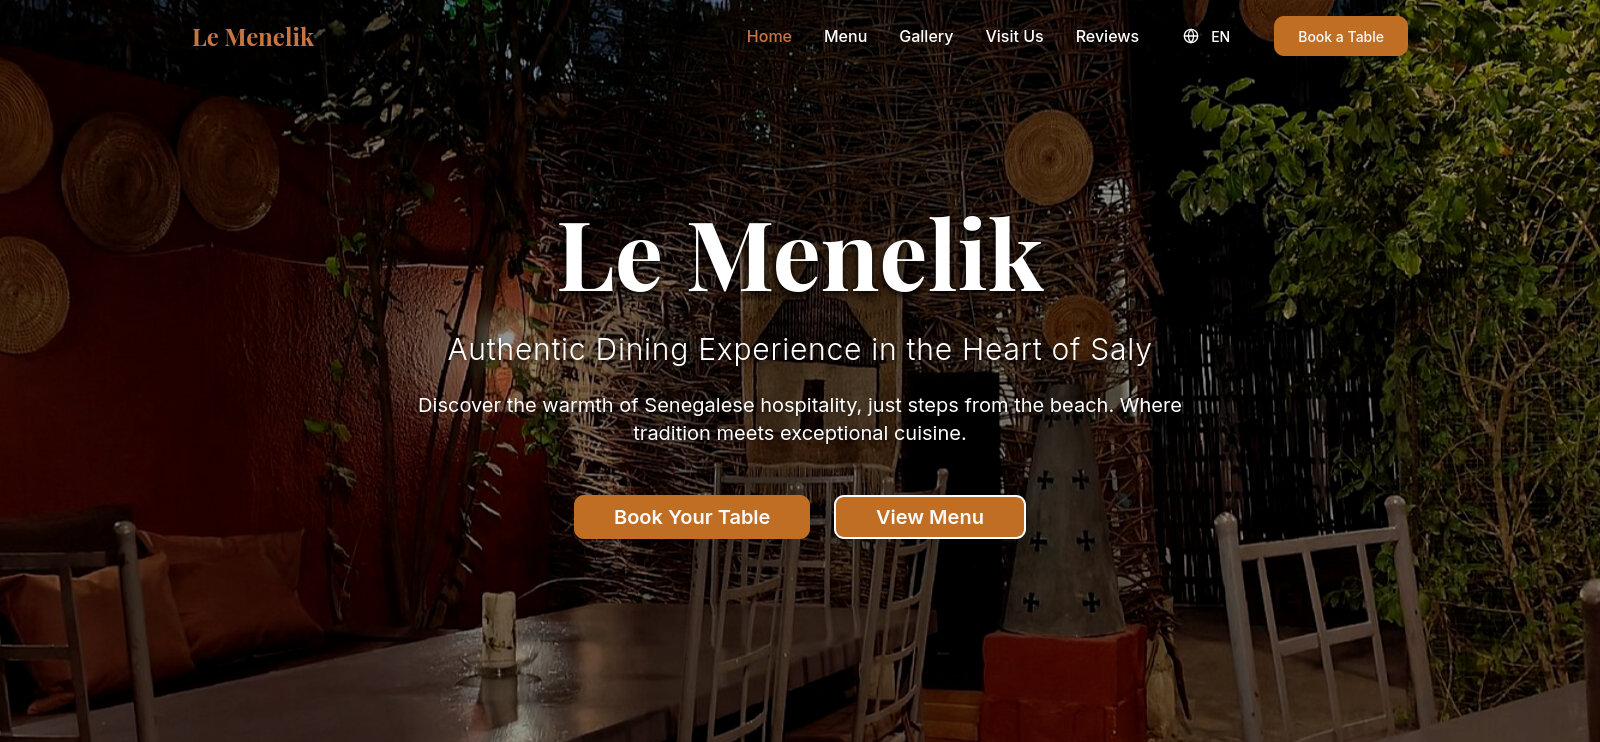 Le Menelik
Home
Menu
Gallery
Visit Us
Reviews
EN
Book a Table
Le Menelik
Authentic Dining Experience in the Heart of Saly
Discover the warmth of Senegalese hospitality, just steps from the beach. Where
tradition meets exceptional cuisine.
Book Your Table
View Menu